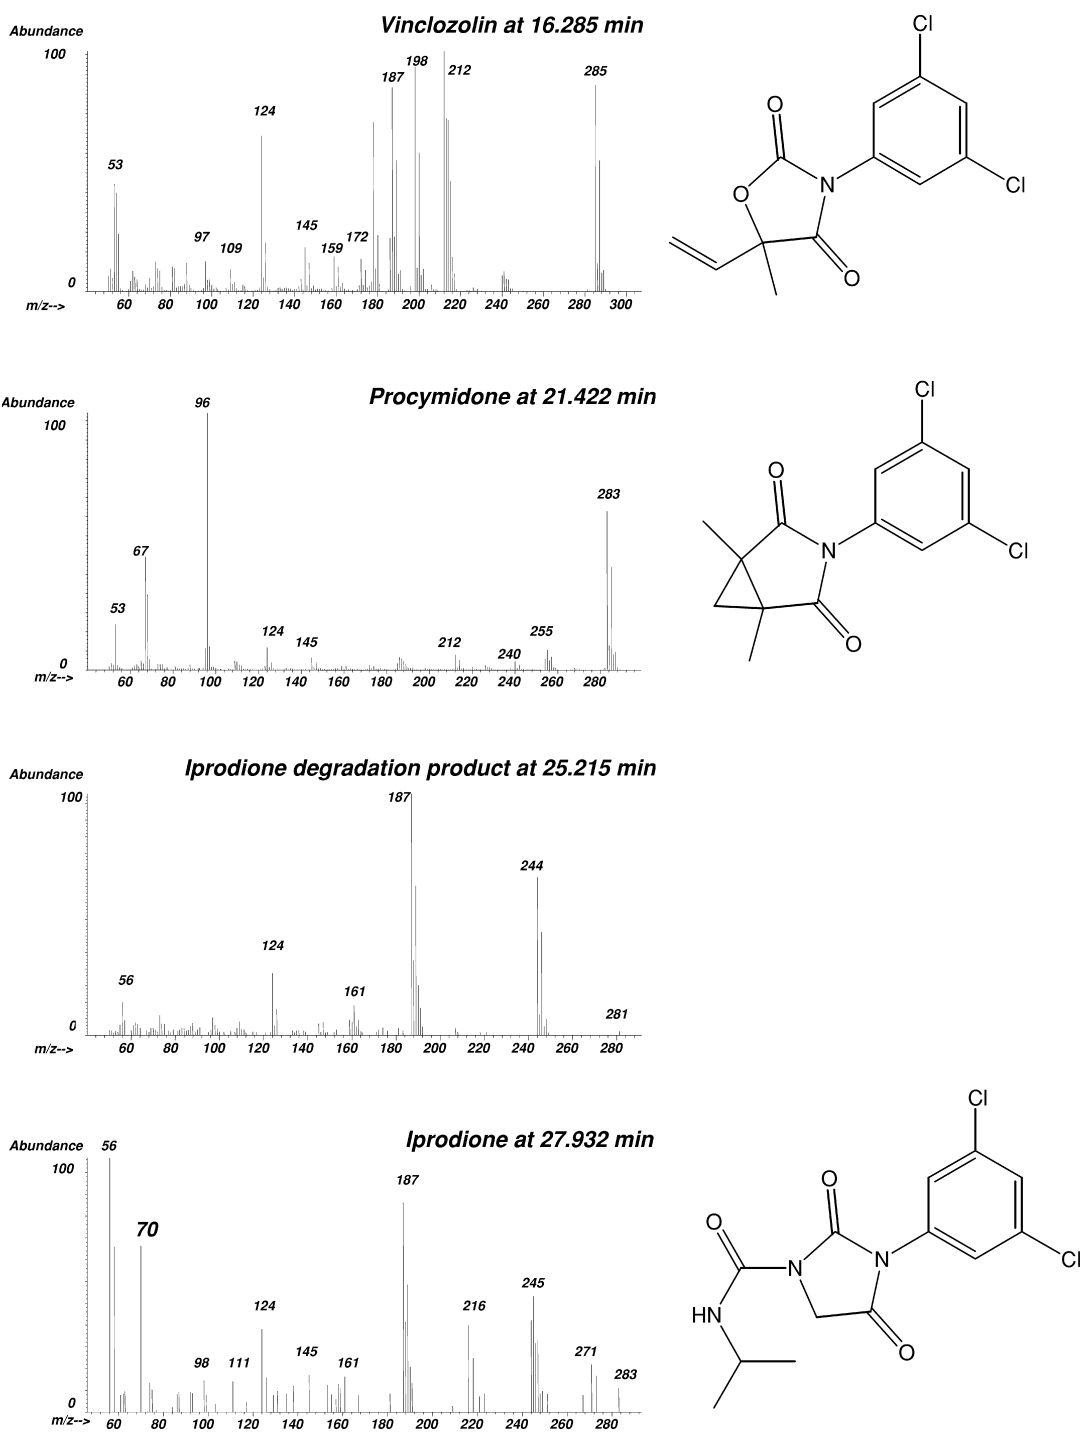 Vinclozolin at 16.285 min
Abundance
100
53
97
109
124
145
159
172
187
198
212
285
0
m/z-->
60 80 100 120 140 160 180 200 220 240 260 280 300
Cl
O
O
N
Cl
O
Procymidone at 21.422 min
Abundance
100
53
67
96
124
145
212
240
255
283
0
m/z-->
60 80 100 120 140 160 180 200 220 240 260 280
Cl
O
N
Cl
O
Iprodione degradation product at 25.215 min
Abundance
100
56
124
161
187
244
281
0
m/z-->
60 80 100 120 140 160 180 200 220 240 260 280
Iprodione at 27.932 min
Abundance
100
56
70
98
111
124
145
161
187
216
245
271
283
0
m/z-->
60 80 100 120 140 160 180 200 220 240 260 280
Cl
O
O
N
N
Cl
HN
O